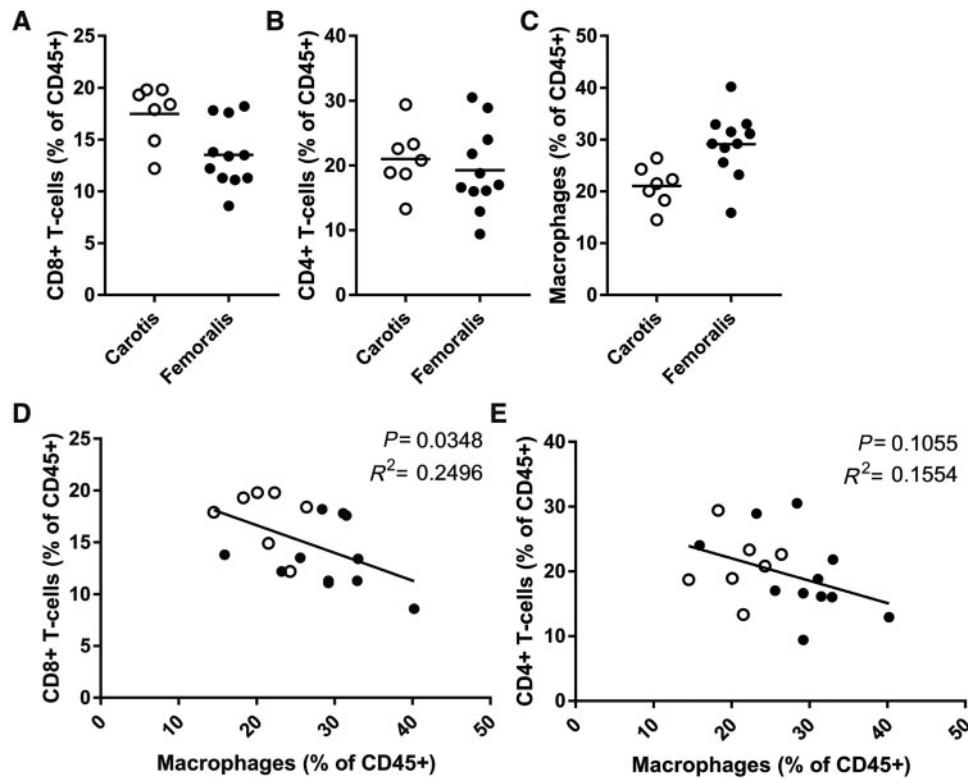 A
CD8+ T-cells (% of CD45+)
25
20
15
10
5
0
Carotis
Femoralis
B
CD4+ T-cells (% of CD45+)
40
30
20
10
0
Carotis
Femoralis
C
Macrophages (% of CD45+)
50
40
30
20
10
0
Carotis
Femoralis
D
CD8+ T-cells (% of CD45+)
25
20
15
10
5
0
P= 0.0348
R²= 0.2496
0
10
20
30
40
50
Macrophages (% of CD45+)
E
CD4+ T-cells (% of CD45+)
40
30
20
10
0
P= 0.1055
R²= 0.1554
0
10
20
30
40
50
Macrophages (% of CD45+)